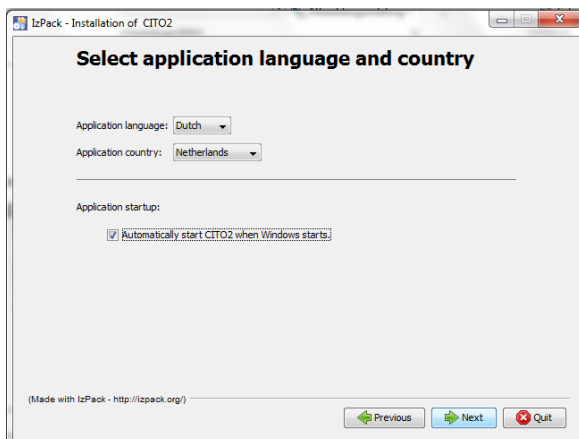 IzPack - Installation of CITO2
Select application language and country
Application language: Dutch
Application country: Netherlands
Application startup:
Automatically start CITO2 when Windows starts.
(Made with IzPack - http://izpack.org/)
Previous Next Quit